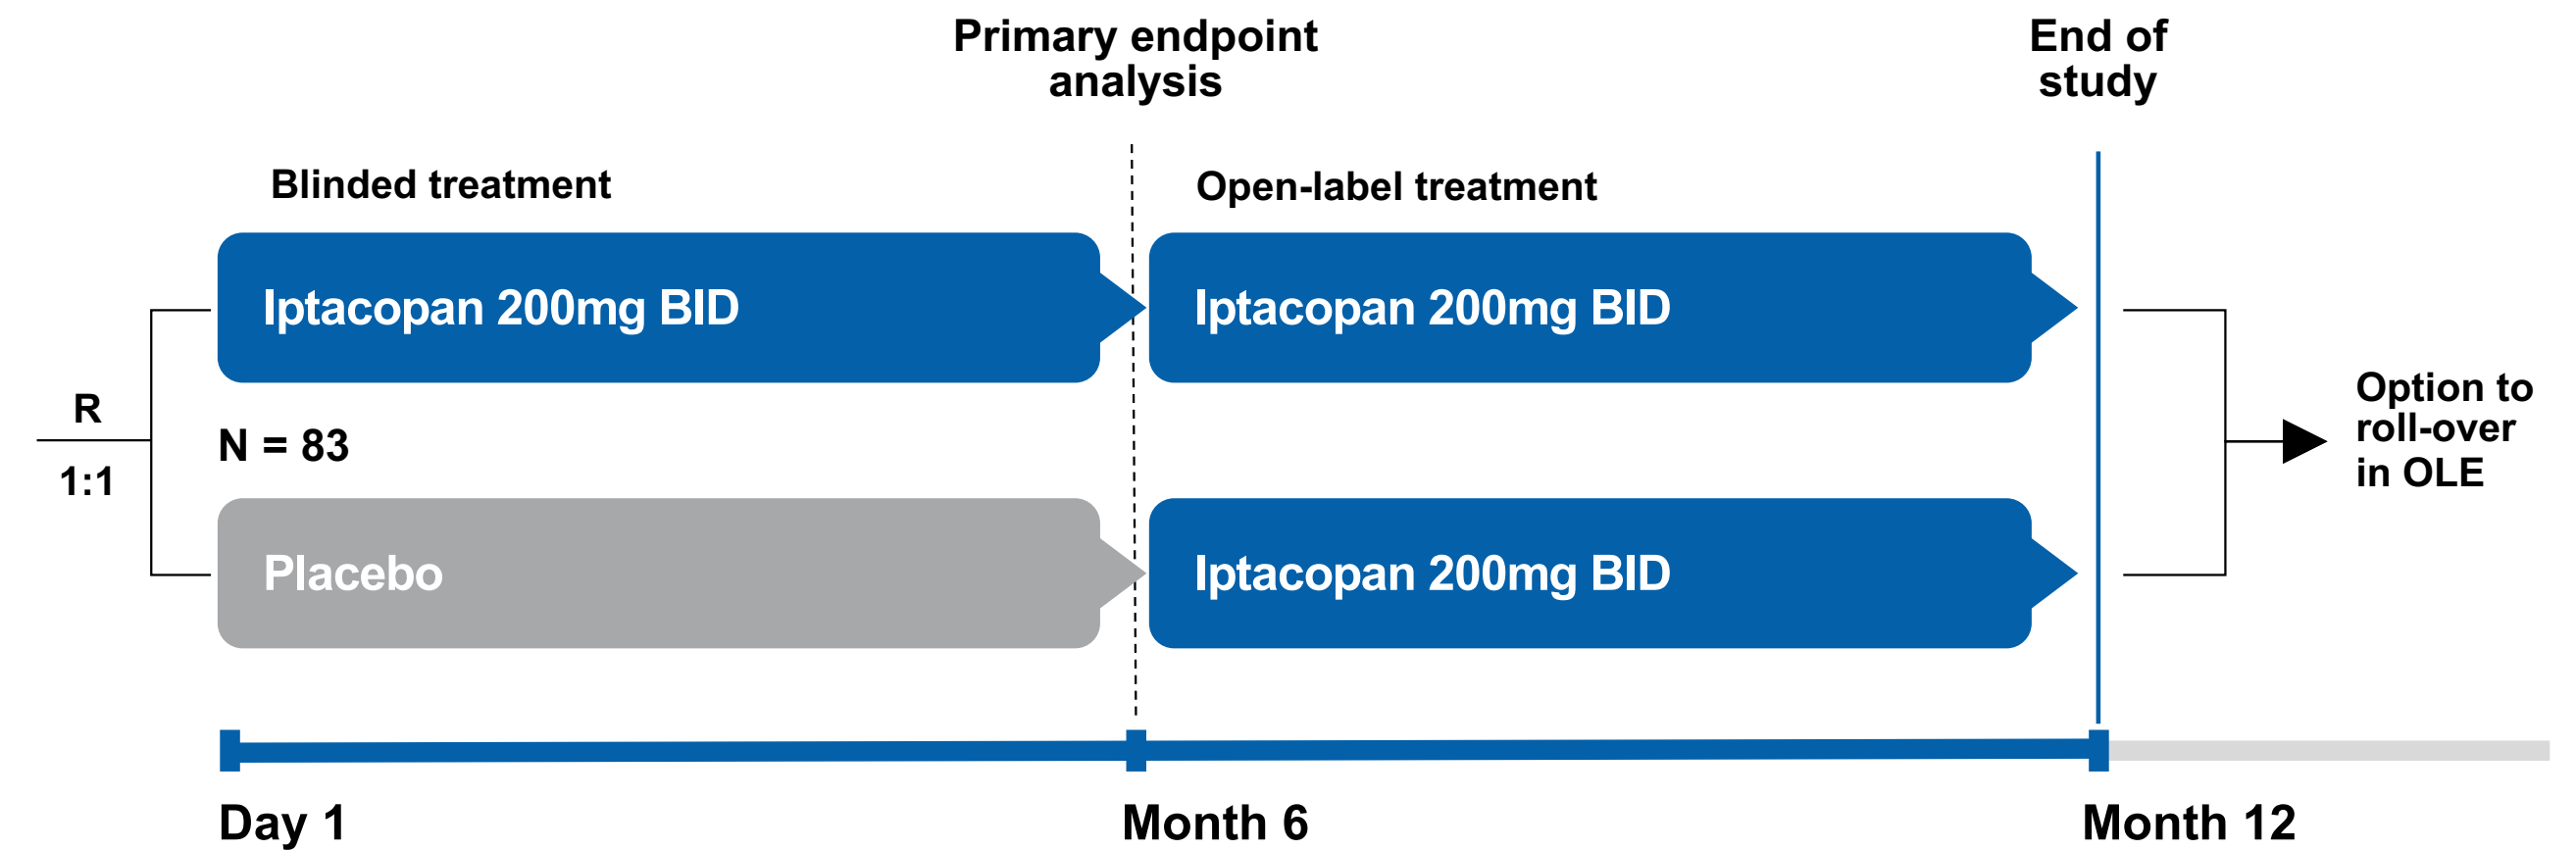 Primary endpoint
analysis
End of
study
Blinded treatment
Open-label treatment
Iptacopan 200mg BID
Iptacopan 200mg BID
R
1:1
N = 83
Option to
roll-over
in OLE
Placebo
Iptacopan 200mg BID
Day 1
Month 6
Month 12